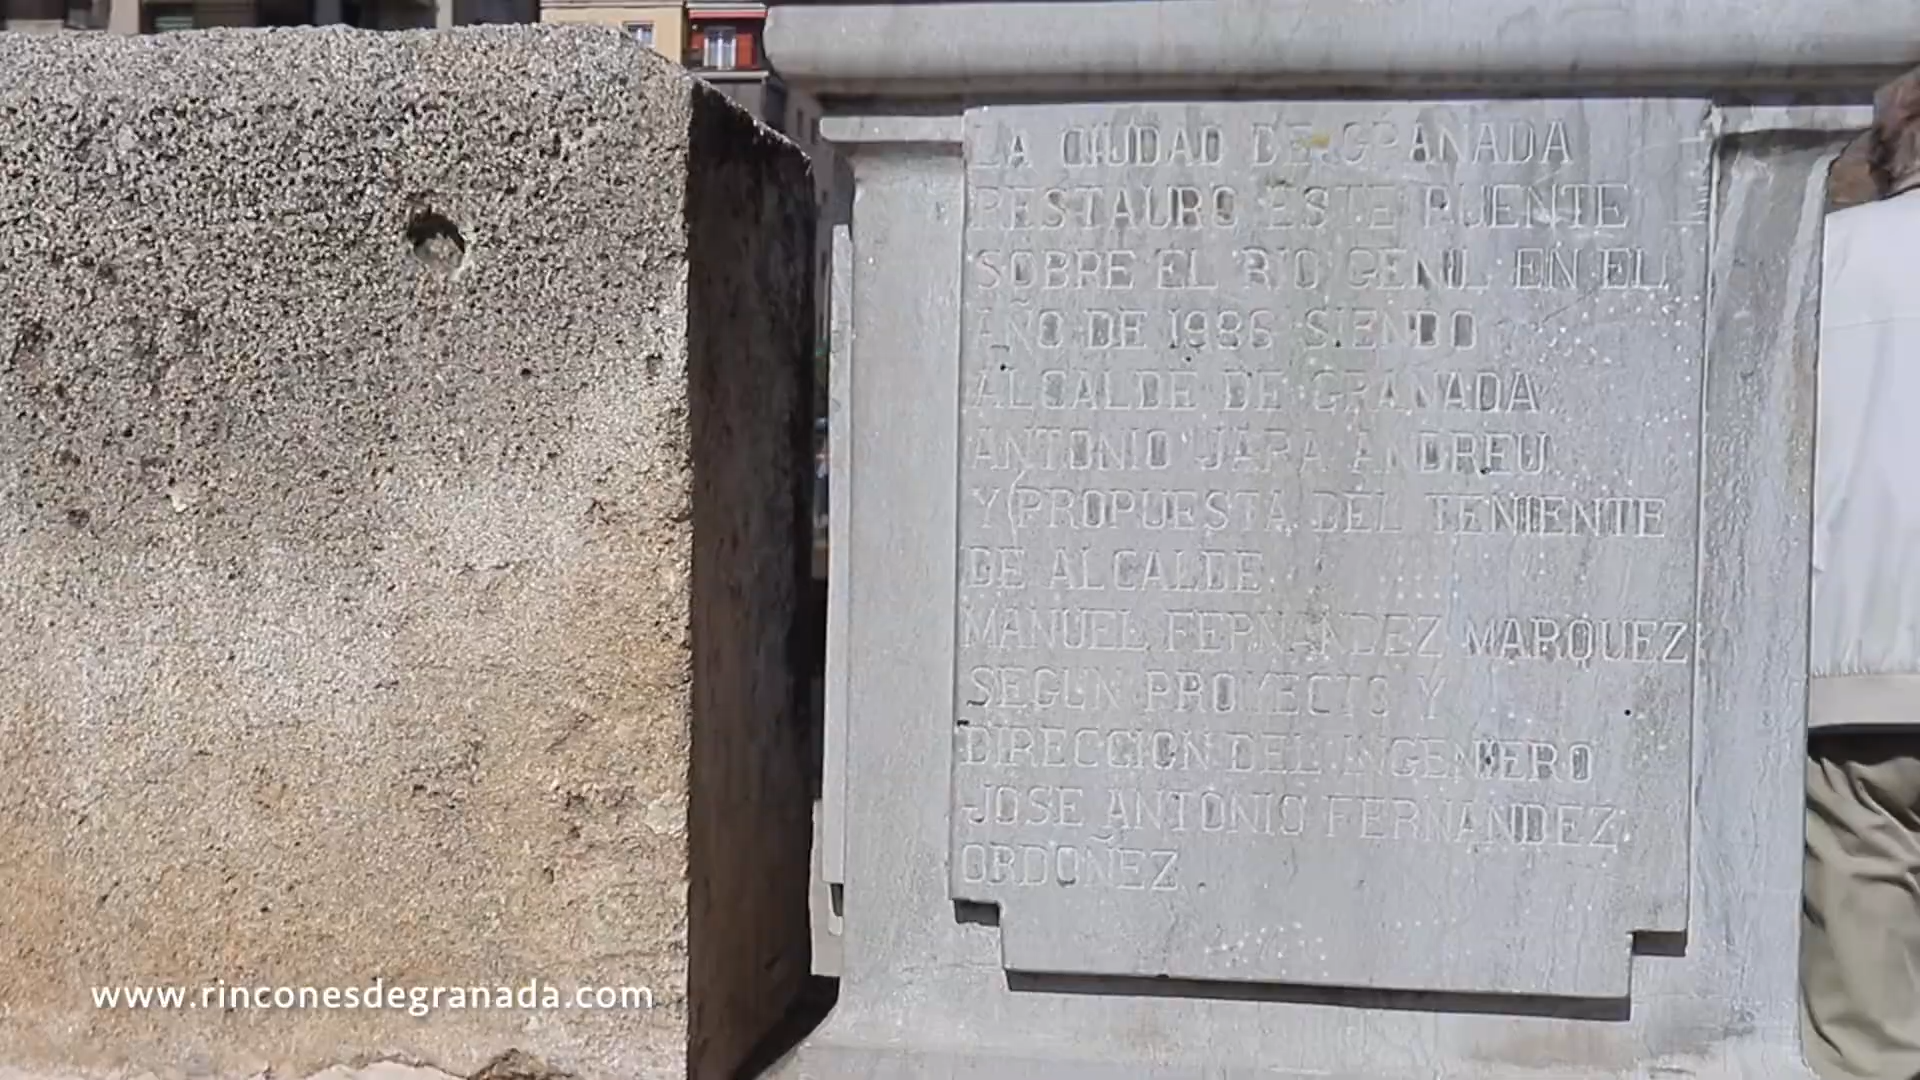 LA CIUDAD DE GRANADA
RESTAURO ESTE PUENTE
SOBRE EL RIO GENIL EN EL
AÑO DE 1986 SIENDO
ALCALDE DE GRANADA
ANTONIO JARA ANDREU
Y PROPUESTA DEL TENIENTE
DE ALCALDE
MANUEL FERNANDEZ MARQUEZ
SEGUN PROYECTO Y
DIRECCION DEL INGENIERO
JOSE ANTONIO FERNANDEZ
ORDOÑEZ.
www.rinconesdegranada.com